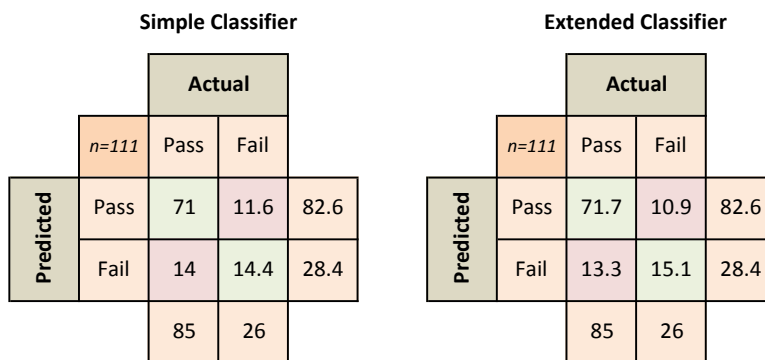 Simple Classifier
Actual
n=111 Pass Fail
Predicted
Pass 71 11.6 82.6
Fail 14 14.4 28.4
85 26
Extended Classifier
Actual
n=111 Pass Fail
Predicted
Pass 71.7 10.9 82.6
Fail 13.3 15.1 28.4
85 26